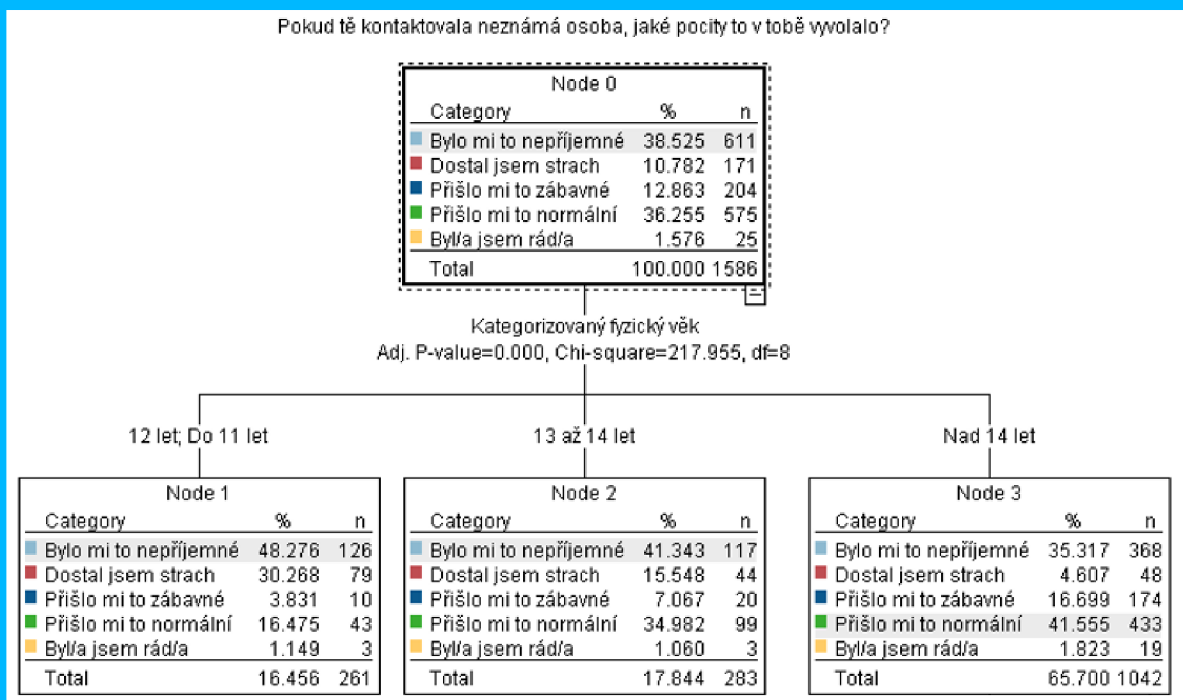 Pokud tě kontaktovala neznámá osoba, jaké pocity to v tobě vyvolalo?
Node 0
Category % n
Bylo mi to nepříjemné 38.525 611
Dostal jsem strach 10.782 171
Přišlo mi to zábavné 12.863 204
Přišlo mi to normální 36.255 575
Byl/a jsem rád/a 1.576 25
Total 100.000 1586
Kategorizovaný fyzický věk
Adj. P-value=0.000, Chi-square=217.955, df=8
12 let; Do 11 let
13 až 14 let
Nad 14 let
Node 1
Category % n
Bylo mi to nepříjemné 48.276 126
Dostal jsem strach 30.268 79
Přišlo mi to zábavné 3.831 10
Přišlo mi to normální 16.475 43
Byl/a jsem rád/a 1.149 3
Total 16.456 261
Node 2
Category % n
Bylo mi to nepříjemné 41.343 117
Dostal jsem strach 15.548 44
Přišlo mi to zábavné 7.067 20
Přišlo mi to normální 34.982 99
Byl/a jsem rád/a 1.060 3
Total 17.844 283
Node 3
Category % n
Bylo mi to nepříjemné 35.317 368
Dostal jsem strach 4.607 48
Přišlo mi to zábavné 16.699 174
Přišlo mi to normální 41.555 433
Byl/a jsem rád/a 1.823 19
Total 65.700 1042